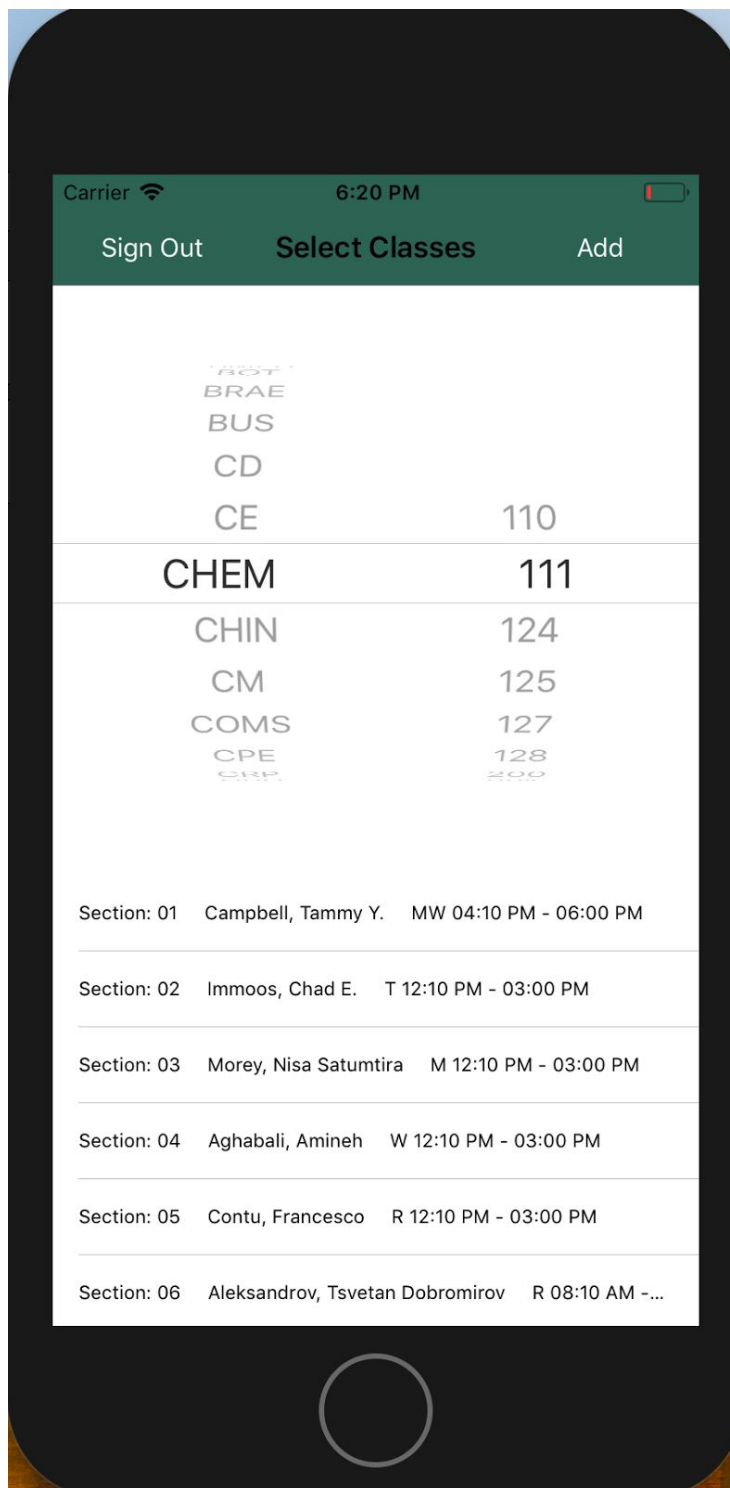 Carrier 6:20 PM
Sign Out Select Classes Add
BOT
BRAE
BUS
CD
CE 110
CHEM 111
CHIN 124
CM 125
COMS 127
CPE 128
CRP 200
Section: 01 Campbell, Tammy Y. MW 04:10 PM - 06:00 PM
Section: 02 Immoos, Chad E. T 12:10 PM - 03:00 PM
Section: 03 Morey, Nisa Satumtira M 12:10 PM - 03:00 PM
Section: 04 Aghabali, Amineh W 12:10 PM - 03:00 PM
Section: 05 Contu, Francesco R 12:10 PM - 03:00 PM
Section: 06 Aleksandrov, Tsvetan Dobromirov R 08:10 AM -...